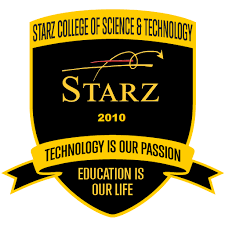 STARZ COLLEGE OF SCIENCE & TECHNOLOGY
STARZ
2010
TECHNOLOGY IS OUR PASSION
EDUCATION IS
OUR LIFE